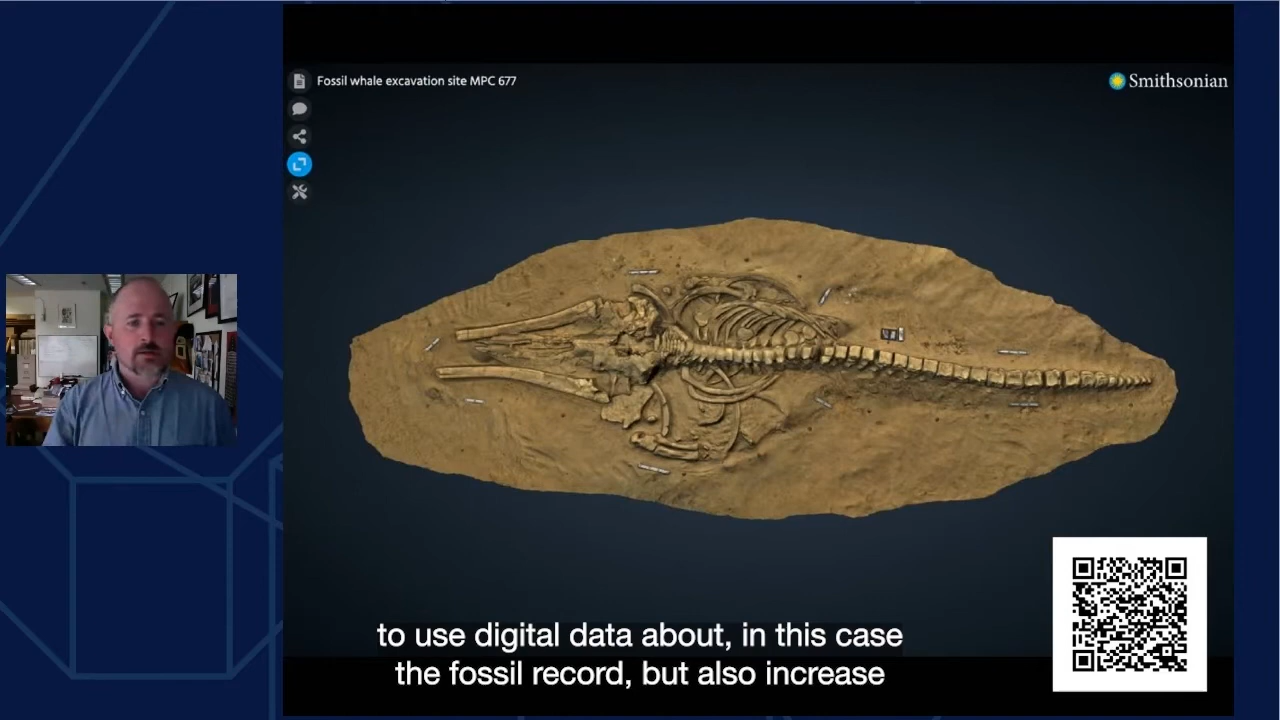 Fossil whale excavation site MPC 677
Smithsonian
to use digital data about, in this case
the fossil record, but also increase